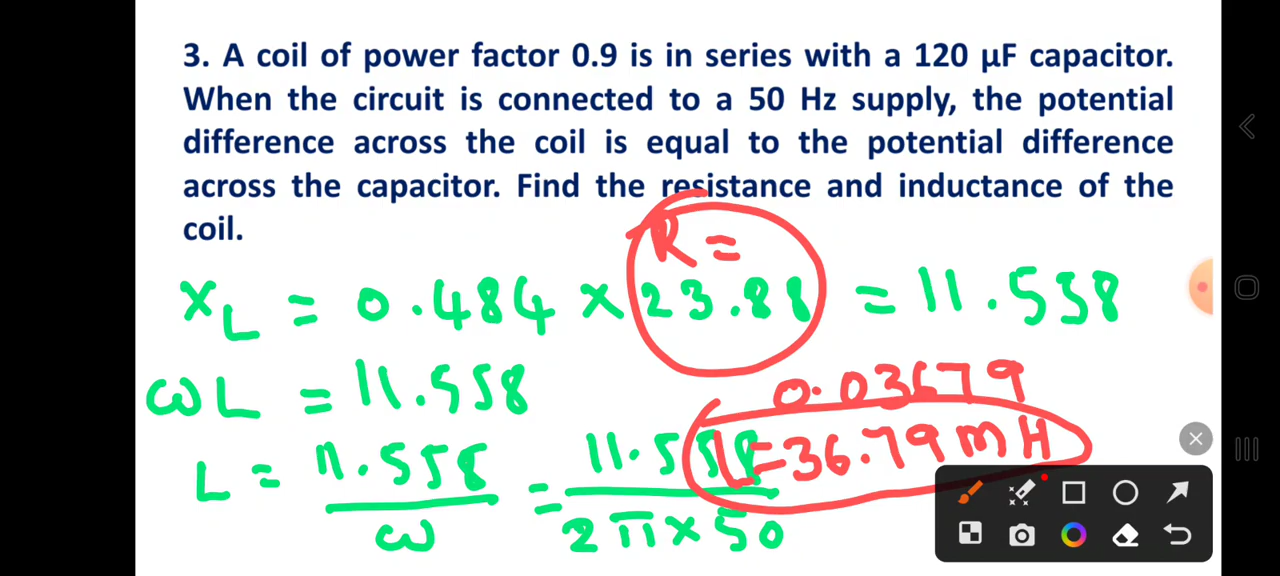 3. A coil of power factor 0.9 is in series with a 120 µF capacitor.
When the circuit is connected to a 50 Hz supply, the potential
difference across the coil is equal to the potential difference
across the capacitor. Find the resistance and inductance of the
coil.
R =
XL = 0.484 × 23.88 = 11.558
ωL = 11.558
0.03679
L = 11.558 / ω = 11.558 / 2π×50
L = 36.79 mH